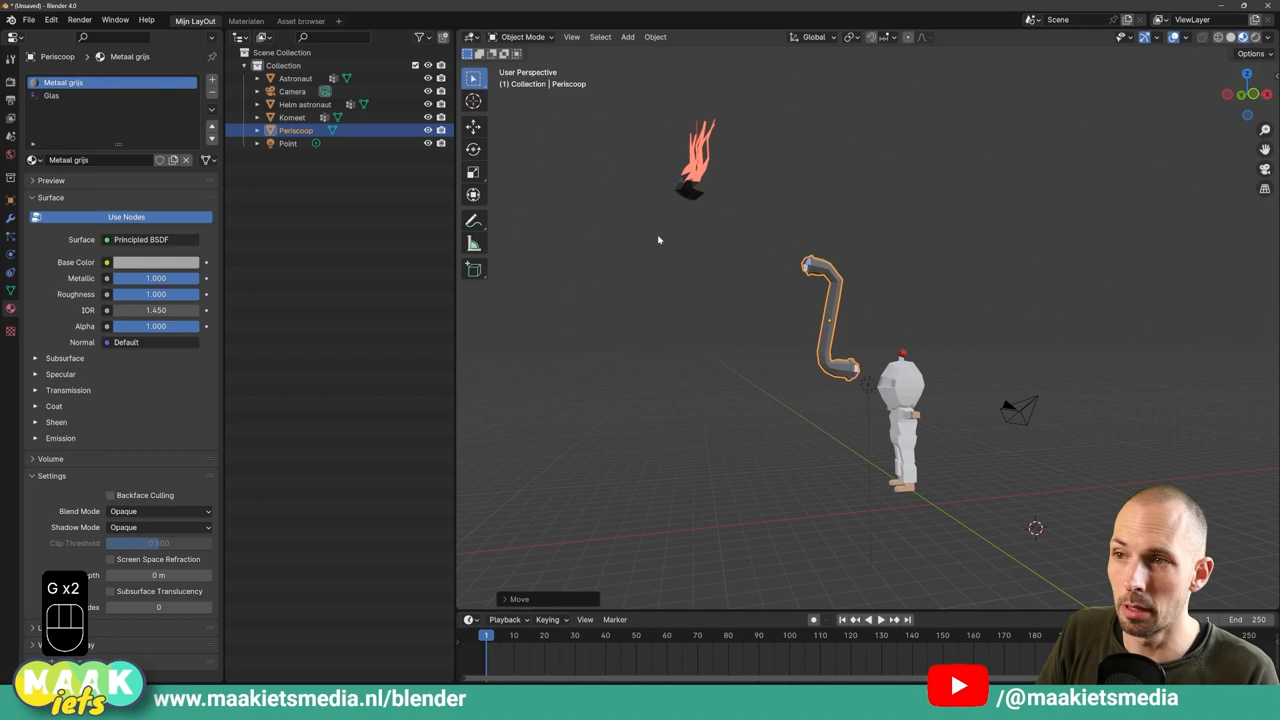 * (Unsaved) - Blender 4.0
File Edit Render Window Help Mijn LayOut Materialen Asset browser + Scene ViewLayer
Periscoop > Metaal grijs
Metaal grijs
Glas
Metaal grijs
Preview
Surface
Use Nodes
Surface Principled BSDF
Base Color
Metallic 1.000
Roughness 1.000
IOR 1.450
Alpha 1.000
Normal Default
Subsurface
Specular
Transmission
Coat
Sheen
Emission
Volume
Settings
Backface Culling
Blend Mode Opaque
Shadow Mode Opaque
Clip Threshold 0.500
Screen Space Refraction
0 m
Subsurface Translucency
0
Scene Collection
Collection
Astronaut
Camera
Helm astronaut
Komeet
Periscoop
Point
Object Mode View Select Add Object Global
Options
User Perspective
(1) Collection | Periscoop
Z
Y
X
Move
Playback Keying View Marker
End 250
1 10 20 30 40 50 60 70 80 90 100 110 120 130 140 150 160 170 180 250
G x2
MAAK
iets
www.maakietsmedia.nl/blender
/@maakietsmedia